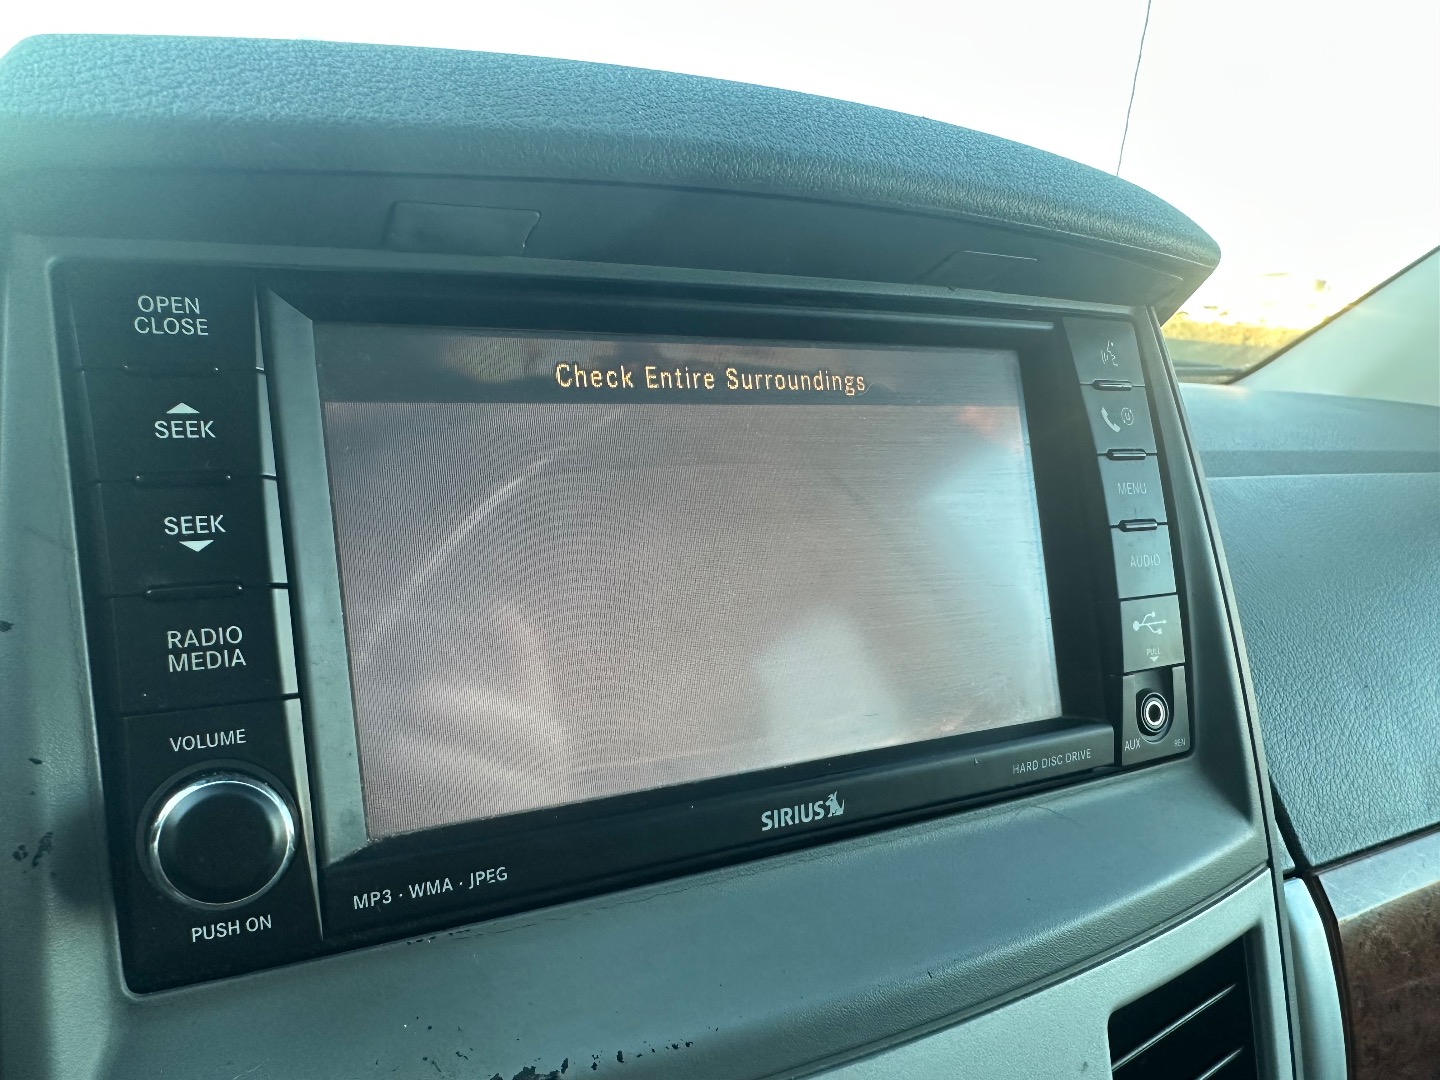 Check Entire Surroundings
OPEN
CLOSE
SEEK
SEEK
RADIO
MEDIA
VOLUME
PUSH ON
MP3 · WMA · JPEG
SIRIUS
HARD DISC DRIVE
MENU
AUDIO
PULL
AUX
REN